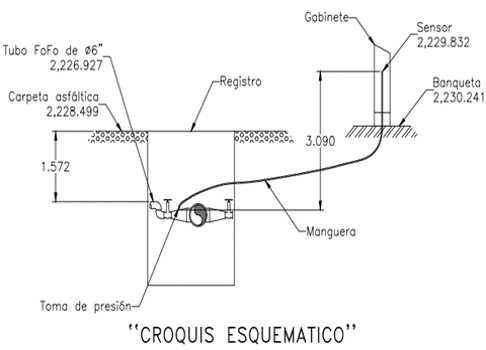 Gabinete
Sensor
2,229.832
Tubo FoFo de ø6"
2,226.927
Registro
Banqueta
2,230.241
Carpeta asfáltica
2,228.499
3.090
1.572
Manguera
Toma de presión
"CROQUIS ESQUEMATICO"